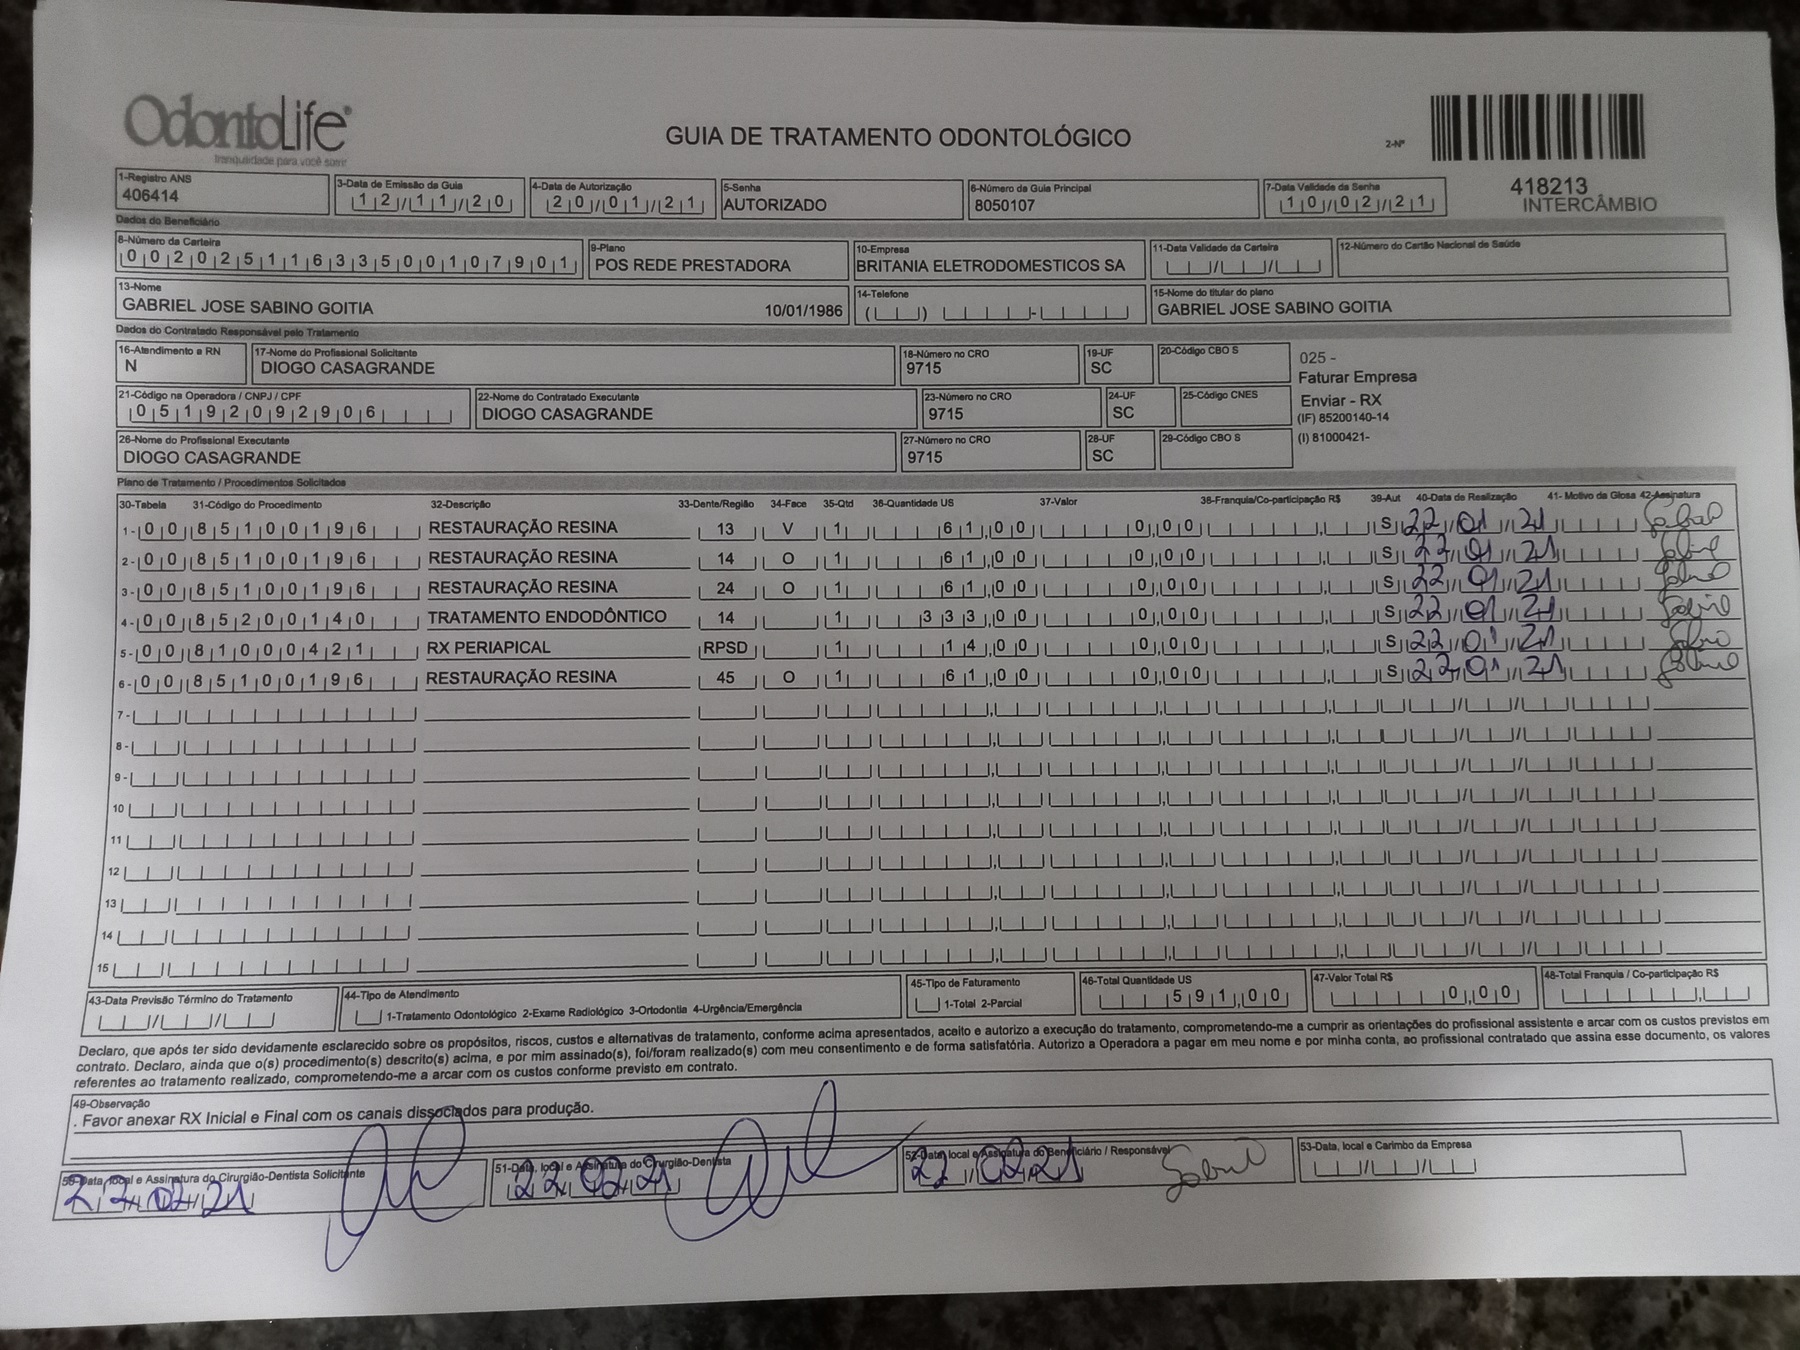 OdontoLife®
tranquilidade para você sorrir
GUIA DE TRATAMENTO ODONTOLÓGICO
2-Nº
418213
INTERCÂMBIO
1-Registro ANS
406414
3-Data de Emissão da Guia
12/11/20
4-Data de Autorização
20/01/21
5-Senha
AUTORIZADO
6-Número da Guia Principal
8050107
7-Data Validade da Senha
10/02/21
Dados do Beneficiário
8-Número da Carteira
00202511633500107901
9-Plano
POS REDE PRESTADORA
10-Empresa
BRITANIA ELETRODOMESTICOS SA
11-Data Validade da Carteira
12-Número do Cartão Nacional de Saúde
13-Nome
GABRIEL JOSE SABINO GOITIA 10/01/1986
14-Telefone
15-Nome do titular do plano
GABRIEL JOSE SABINO GOITIA
Dados do Contratado Responsável pelo Tratamento
16-Atendimento a RN
N
17-Nome do Profissional Solicitante
DIOGO CASAGRANDE
18-Número no CRO
9715
19-UF
SC
20-Código CBO S
025 -
Faturar Empresa
Enviar - RX
(IF) 85200140-14
(I) 81000421-
21-Código na Operadora / CNPJ / CPF
05192092906
22-Nome do Contratado Executante
DIOGO CASAGRANDE
23-Número no CRO
9715
24-UF
SC
25-Código CNES
26-Nome do Profissional Executante
DIOGO CASAGRANDE
27-Número no CRO
9715
28-UF
SC
29-Código CBO S
Plano de Tratamento / Procedimentos Solicitados
30-Tabela 31-Código do Procedimento 32-Descrição 33-Dente/Região 34-Face 35-Qtd 36-Quantidade US 37-Valor 38-Franquia/Co-participação R$ 39-Aut 40-Data de Realização 41- Motivo da Glosa 42-Assinatura
1- 00 85100196 RESTAURAÇÃO RESINA 13 V 1 61,00 0,00 S 22/01/21
2- 00 85100196 RESTAURAÇÃO RESINA 14 O 1 61,00 0,00 S 22/01/21
3- 00 85100196 RESTAURAÇÃO RESINA 24 O 1 61,00 0,00 S 22/01/21
4- 00 85200140 TRATAMENTO ENDODÔNTICO 14 1 333,00 0,00 S 22/01/21
5- 00 81000421 RX PERIAPICAL RPSD 1 14,00 0,00 S 22/01/21
6- 00 85100196 RESTAURAÇÃO RESINA 45 O 1 61,00 0,00 S 22/01/21
7-
8-
9-
10
11
12
13
14
15
43-Data Previsão Término do Tratamento
44-Tipo de Atendimento
1-Tratamento Odontológico 2-Exame Radiológico 3-Ortodontia 4-Urgência/Emergência
45-Tipo de Faturamento
1-Total 2-Parcial
46-Total Quantidade US
591,00
47-Valor Total R$
0,00
48-Total Franquia / Co-participação R$
Declaro, que após ter sido devidamente esclarecido sobre os propósitos, riscos, custos e alternativas de tratamento, conforme acima apresentados, aceito e autorizo a execução do tratamento, comprometendo-me a cumprir as orientações do profissional assistente e arcar com os custos previstos em
contrato. Declaro, ainda que o(s) procedimento(s) descrito(s) acima, e por mim assinado(s), foi/foram realizado(s) com meu consentimento e de forma satisfatória. Autorizo a Operadora a pagar em meu nome e por minha conta, ao profissional contratado que assina esse documento, os valores
referentes ao tratamento realizado, comprometendo-me a arcar com os custos conforme previsto em contrato.
49-Observação
. Favor anexar RX Inicial e Final com os canais dissociados para produção.
50-Data, local e Assinatura do Cirurgião-Dentista Solicitante
22/02/21
51-Data, local e Assinatura do Cirurgião-Dentista
22/02/21
52-Data, local e Assinatura do Beneficiário / Responsável
22/02/21
53-Data, local e Carimbo da Empresa